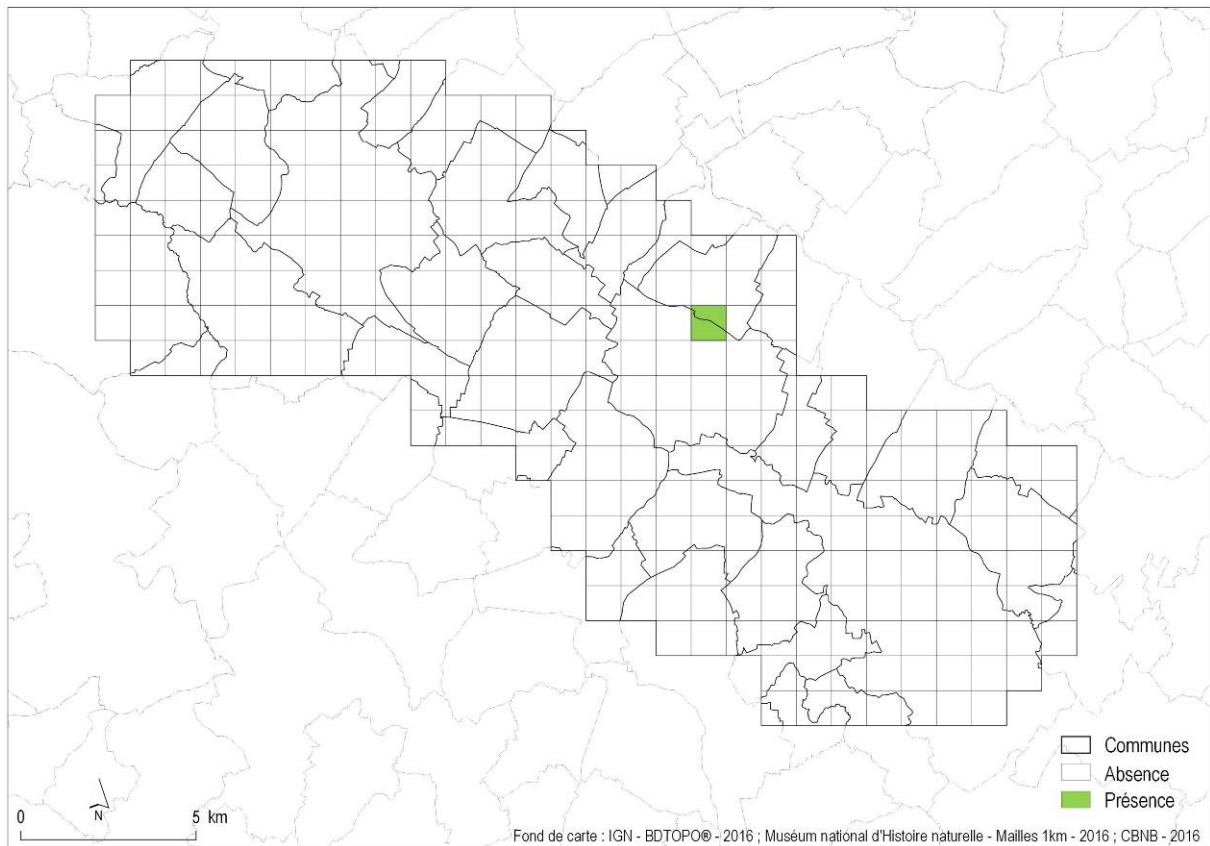 Communes
Absence
Présence
N
0 5 km
Fond de carte : IGN - BDTOPO® - 2016 ; Muséum national d'Histoire naturelle - Mailles 1km - 2016 ; CBNB - 2016